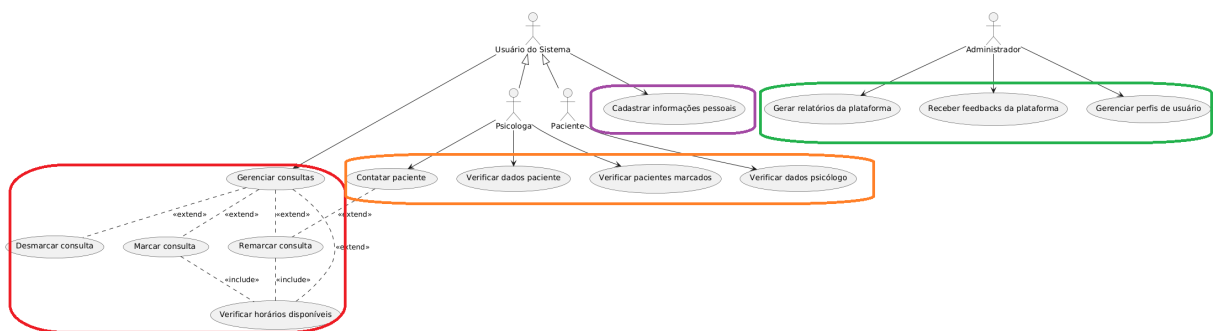 Usuário do Sistema
Administrador
Cadastrar informações pessoais
Gerar relatórios da plataforma
Receber feedbacks da plataforma
Gerenciar perfis de usuário
Psicologa
Paciente
Gerenciar consultas
Contatar paciente
Verificar dados paciente
Verificar pacientes marcados
Verificar dados psicólogo
«extend»
«extend»
«extend»
«extend»
Desmarcar consulta
Marcar consulta
Remarcar consulta
«extend»
«include»
«include»
Verificar horários disponíveis